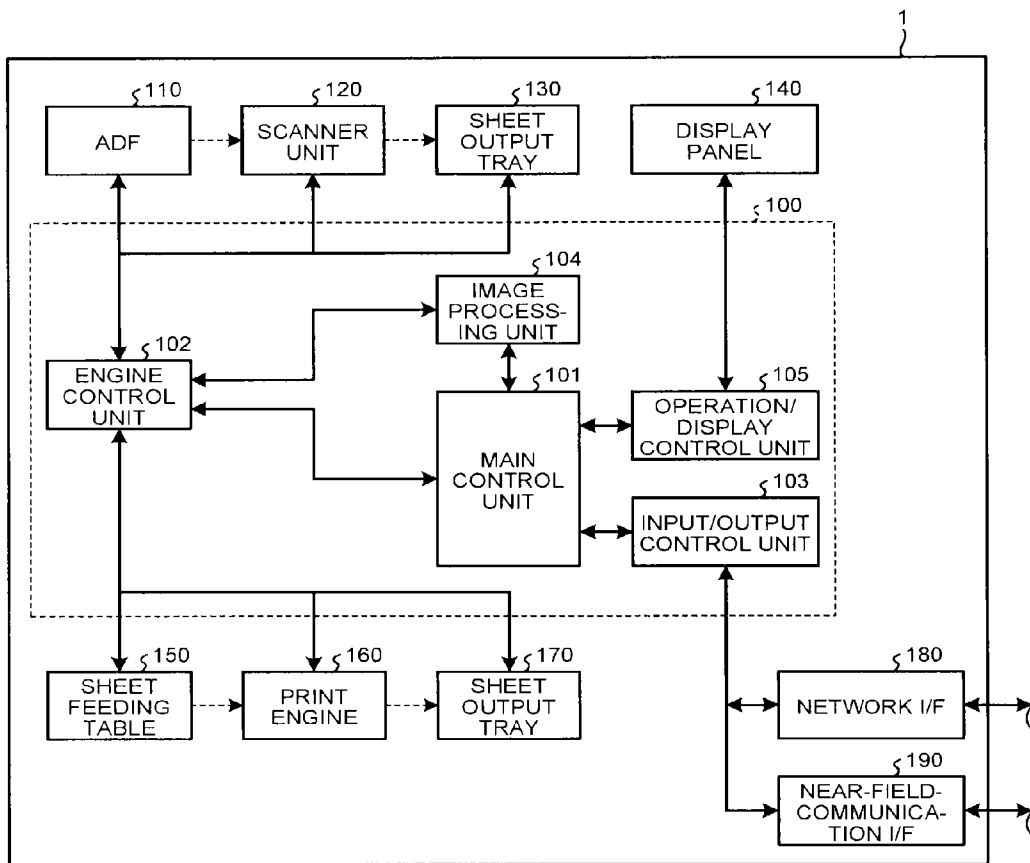 1
110
ADF
120
SCANNER
UNIT
130
SHEET
OUTPUT
TRAY
140
DISPLAY
PANEL
100
104
IMAGE
PROCESS-
ING UNIT
102
ENGINE
CONTROL
UNIT
101
MAIN
CONTROL
UNIT
105
OPERATION/
DISPLAY
CONTROL UNIT
103
INPUT/OUTPUT
CONTROL UNIT
150
SHEET
FEEDING
TABLE
160
PRINT
ENGINE
170
SHEET
OUTPUT
TRAY
180
NETWORK I/F
190
NEAR-FIELD-
COMMUNICA-
TION I/F